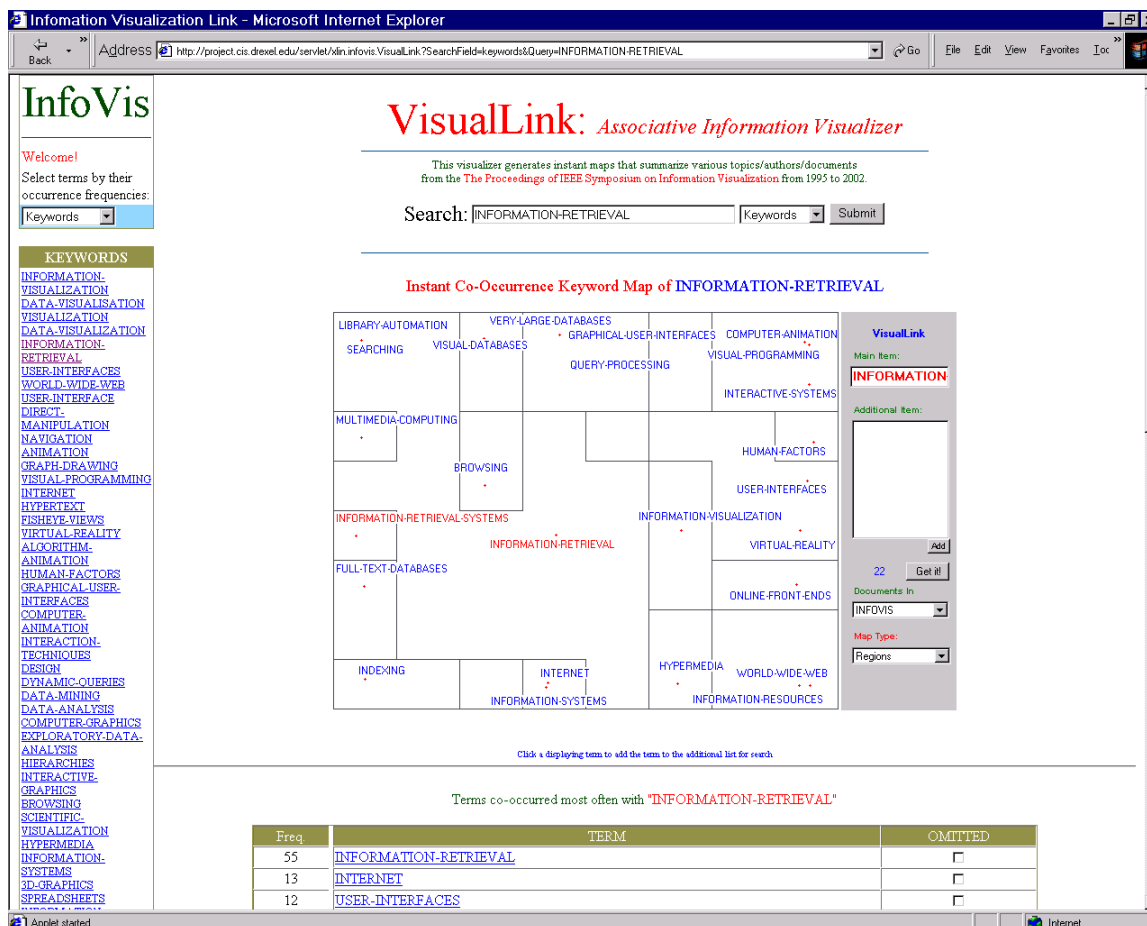 Infomation Visualization Link - Microsoft Internet Explorer
Back
Address http://project.cis.drexel.edu/servlet/xlin.infovis.VisualLink?SearchField=keywords&Query=INFORMATION-RETRIEVAL
Go
File Edit View Favorites
InfoVis
Welcome!
Select terms by their
occurrence frequencies:
Keywords
KEYWORDS
INFORMATION-
VISUALIZATION
DATA-VISUALISATION
VISUALIZATION
DATA-VISUALIZATION
INFORMATION-
RETRIEVAL
USER-INTERFACES
WORLD-WIDE-WEB
USER-INTERFACE
DIRECT-
MANIPULATION
NAVIGATION
ANIMATION
GRAPH-DRAWING
VISUAL-PROGRAMMING
INTERNET
HYPERTEXT
FISHEYE-VIEWS
VIRTUAL-REALITY
ALGORITHM-
ANIMATION
HUMAN-FACTORS
GRAPHICAL-USER-
INTERFACES
COMPUTER-
ANIMATION
INTERACTION-
TECHNIQUES
DESIGN
DYNAMIC-QUERIES
DATA-MINING
DATA-ANALYSIS
COMPUTER-GRAPHICS
EXPLORATORY-DATA-
ANALYSIS
HIERARCHIES
INTERACTIVE-
GRAPHICS
BROWSING
SCIENTIFIC-
VISUALIZATION
HYPERMEDIA
INFORMATION-
SYSTEMS
3D-GRAPHICS
SPREADSHEETS
VisualLink: Associative Information Visualizer
This visualizer generates instant maps that summarize various topics/authors/documents
from the The Proceedings of IEEE Symposium on Information Visualization from 1995 to 2002.
Search: INFORMATION-RETRIEVAL Keywords Submit
Instant Co-Occurrence Keyword Map of INFORMATION-RETRIEVAL
LIBRARY-AUTOMATION
VERY-LARGE-DATABASES
GRAPHICAL-USER-INTERFACES
COMPUTER-ANIMATION
SEARCHING
VISUAL-DATABASES
VISUAL-PROGRAMMING
QUERY-PROCESSING
INTERACTIVE-SYSTEMS
MULTIMEDIA-COMPUTING
HUMAN-FACTORS
BROWSING
USER-INTERFACES
INFORMATION-RETRIEVAL-SYSTEMS
INFORMATION-VISUALIZATION
INFORMATION-RETRIEVAL
VIRTUAL-REALITY
FULL-TEXT-DATABASES
ONLINE-FRONT-ENDS
INDEXING
INTERNET
HYPERMEDIA
WORLD-WIDE-WEB
INFORMATION-SYSTEMS
INFORMATION-RESOURCES
VisualLink
Main Item:
INFORMATION-
Additional Item:
Add
22 Get it!
Documents In
INFOVIS
Map Type:
Regions
Click a displaying term to add the term to the additional list for search
Terms co-occurred most often with "INFORMATION-RETRIEVAL"
Freq. TERM OMITTED
55 INFORMATION-RETRIEVAL
13 INTERNET
12 USER-INTERFACES
Applet started
Internet